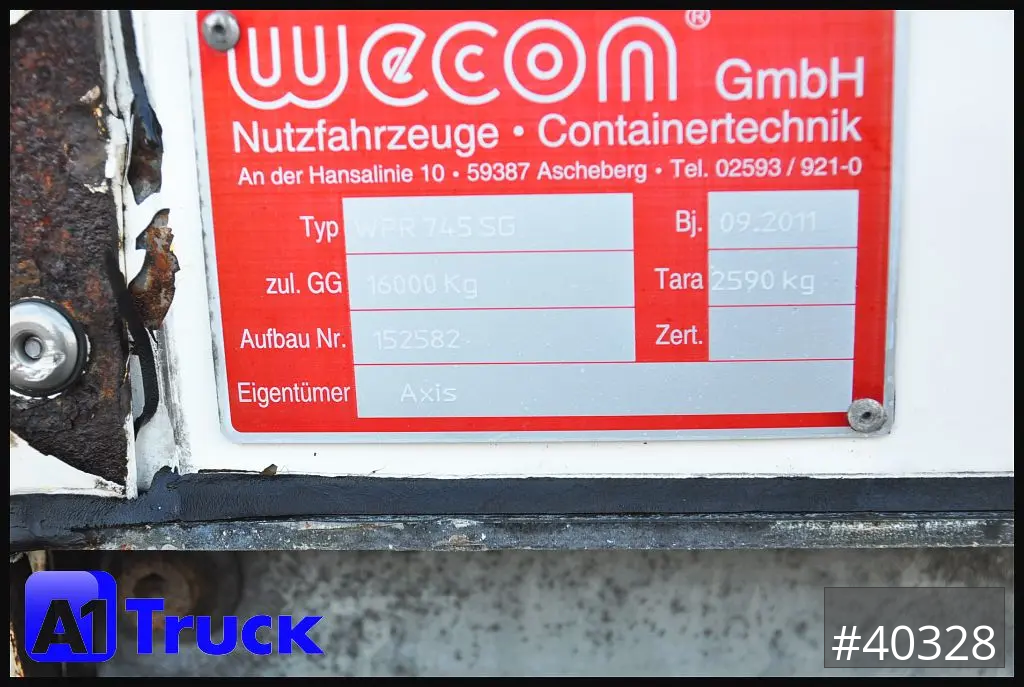 wecon®
GmbH
Nutzfahrzeuge • Containertechnik
An der Hansalinie 10 • 59387 Ascheberg • Tel. 02593 / 921-0
Typ WPR 745 SG Bj. 09.2011
zul. GG 16000 Kg Tara 2590 kg
Aufbau Nr. 152582 Zert.
Eigentümer Axis
A1 Truck
#40328